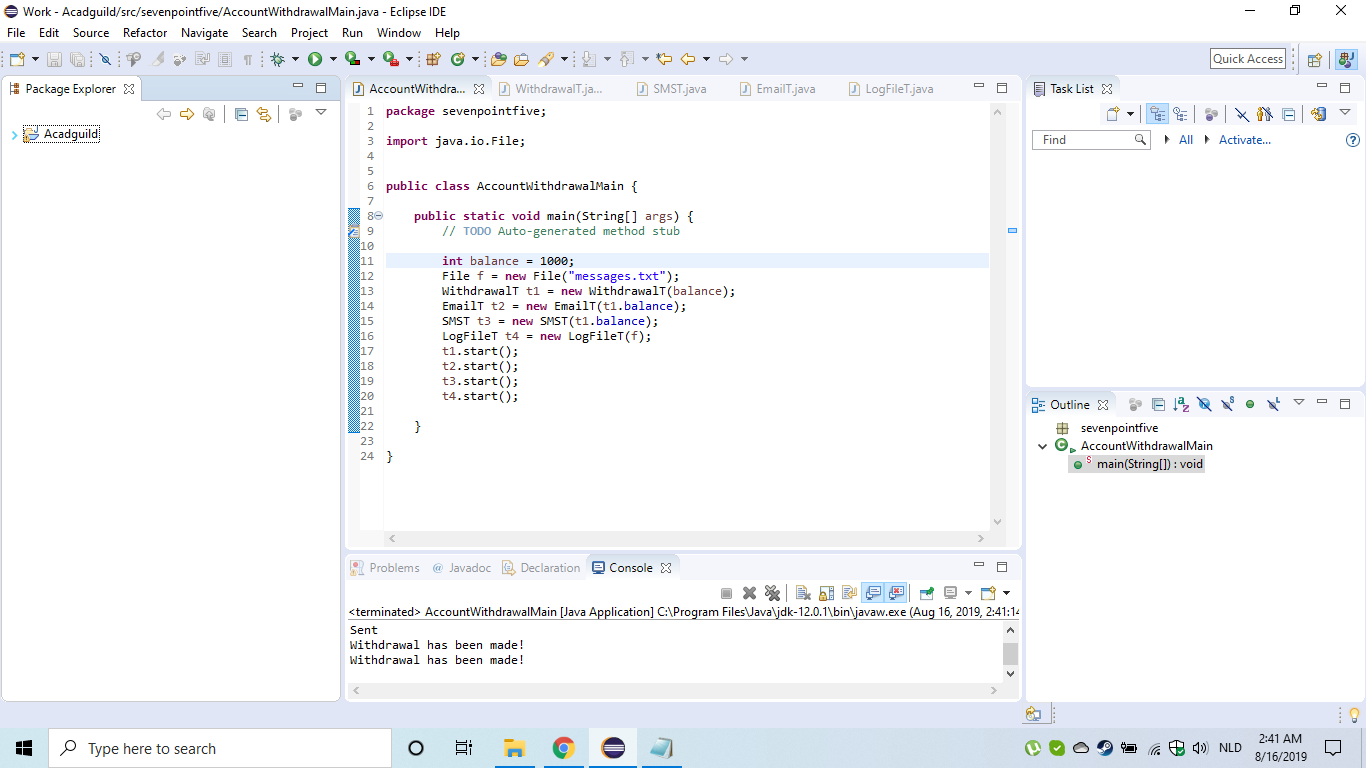 Work - Acadguild/src/sevenpointfive/AccountWithdrawalMain.java - Eclipse IDE
File Edit Source Refactor Navigate Search Project Run Window Help
Quick Access
Package Explorer
Acadguild
AccountWithdra... WithdrawalT.ja... SMST.java EmailT.java LogFileT.java
1 package sevenpointfive;
2
3 import java.io.File;
4
5
6 public class AccountWithdrawalMain {
7
8 public static void main(String[] args) {
9 // TODO Auto-generated method stub
10
11 int balance = 1000;
12 File f = new File("messages.txt");
13 WithdrawalT t1 = new WithdrawalT(balance);
14 EmailT t2 = new EmailT(t1.balance);
15 SMST t3 = new SMST(t1.balance);
16 LogFileT t4 = new LogFileT(f);
17 t1.start();
18 t2.start();
19 t3.start();
20 t4.start();
21
22 }
23
24 }
Problems @ Javadoc Declaration Console
<terminated> AccountWithdrawalMain [Java Application] C:\Program Files\Java\jdk-12.0.1\bin\javaw.exe (Aug 16, 2019, 2:41:14
Sent
Withdrawal has been made!
Withdrawal has been made!
Task List
Find All Activate...
Outline
sevenpointfive
AccountWithdrawalMain
main(String[]) : void
Type here to search
NLD
2:41 AM
8/16/2019